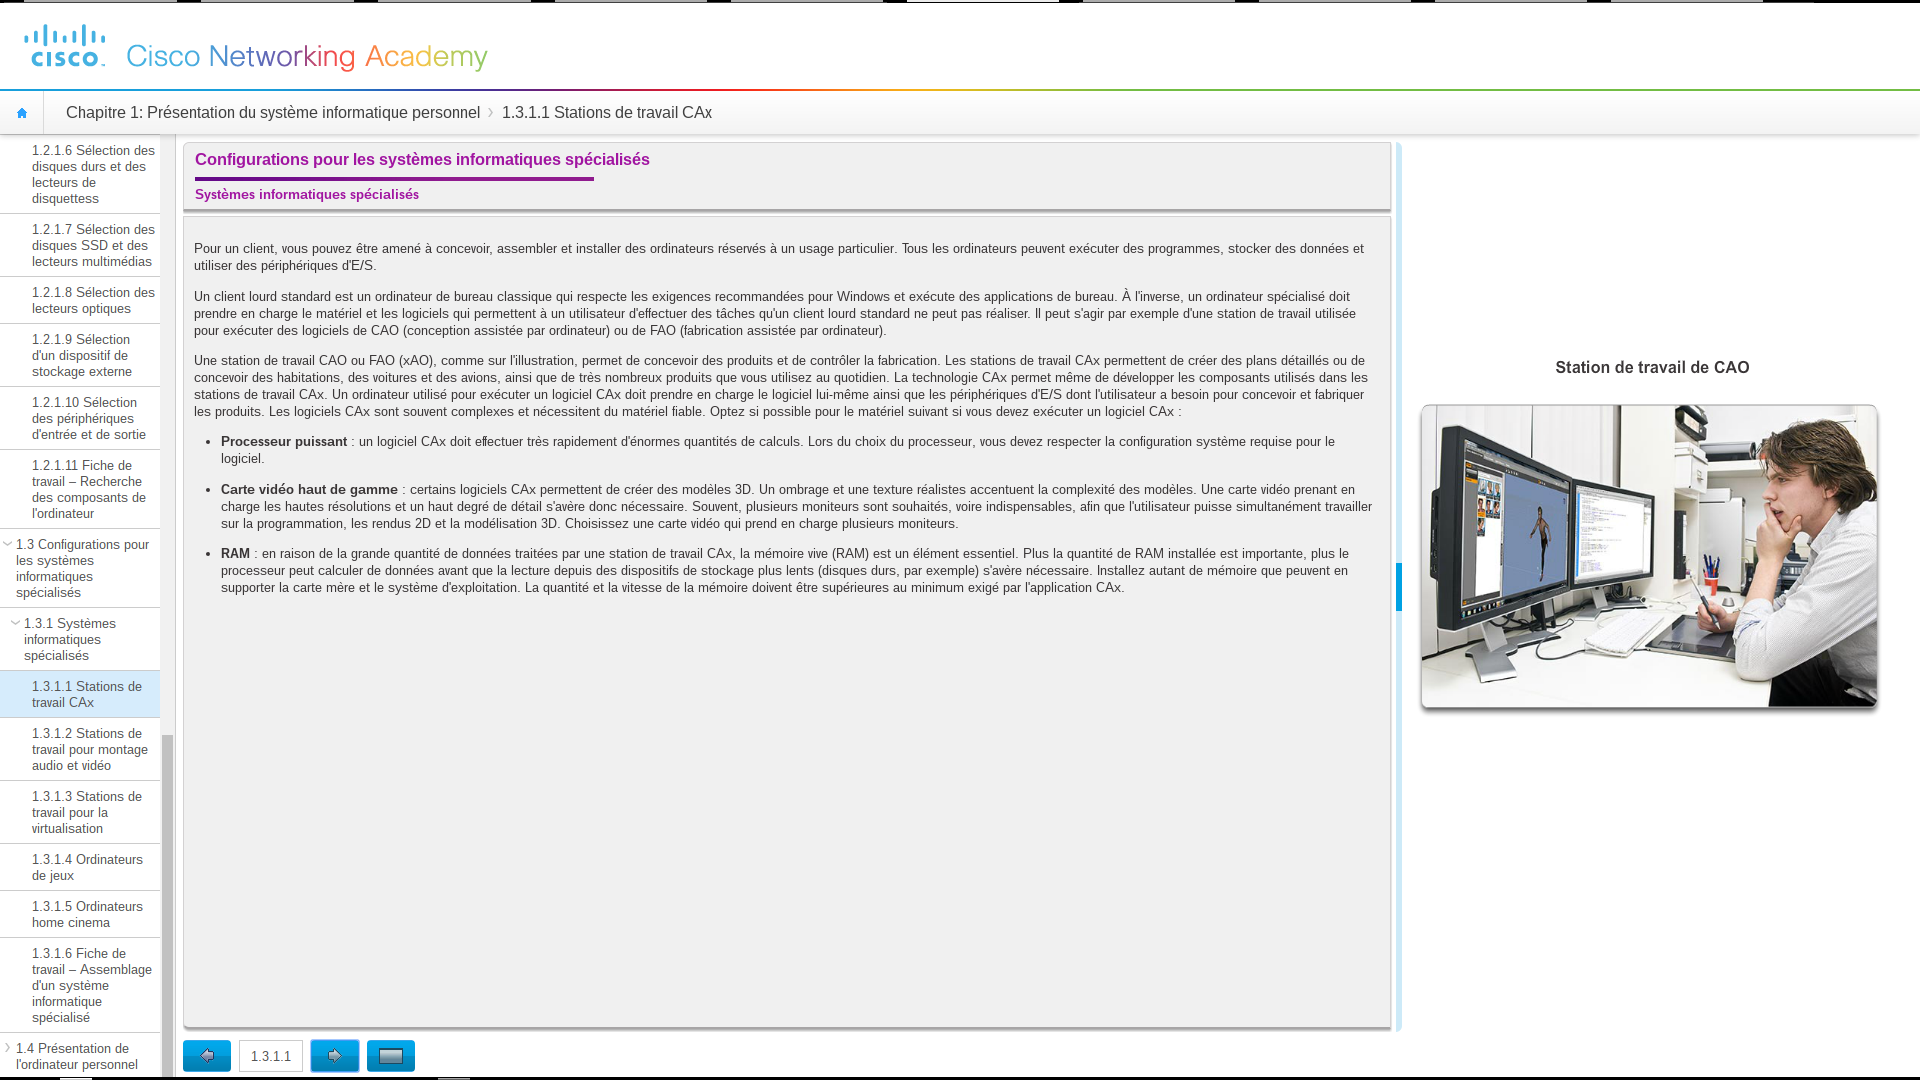 CISCO
Cisco Networking Academy
Chapitre 1: Présentation du système informatique personnel
1.3.1.1 Stations de travail CAx
1.2.1.6 Sélection des
disques durs et des
lecteurs de
disquettess
1.2.1.7 Sélection des
disques SSD et des
lecteurs multimédias
1.2.1.8 Sélection des
lecteurs optiques
1.2.1.9 Sélection
d'un dispositif de
stockage externe
1.2.1.10 Sélection
des périphériques
d'entrée et de sortie
1.2.1.11 Fiche de
travail – Recherche
des composants de
l'ordinateur
1.3 Configurations pour
les systèmes
informatiques
spécialisés
1.3.1 Systèmes
informatiques
spécialisés
1.3.1.1 Stations de
travail CAx
1.3.1.2 Stations de
travail pour montage
audio et vidéo
1.3.1.3 Stations de
travail pour la
virtualisation
1.3.1.4 Ordinateurs
de jeux
1.3.1.5 Ordinateurs
home cinema
1.3.1.6 Fiche de
travail – Assemblage
d'un système
informatique
spécialisé
1.4 Présentation de
l'ordinateur personnel
Configurations pour les systèmes informatiques spécialisés
Systèmes informatiques spécialisés
Pour un client, vous pouvez être amené à concevoir, assembler et installer des ordinateurs réservés à un usage particulier. Tous les ordinateurs peuvent exécuter des programmes, stocker des données et
utiliser des périphériques d'E/S.
Un client lourd standard est un ordinateur de bureau classique qui respecte les exigences recommandées pour Windows et exécute des applications de bureau. À l'inverse, un ordinateur spécialisé doit
prendre en charge le matériel et les logiciels qui permettent à un utilisateur d'effectuer des tâches qu'un client lourd standard ne peut pas réaliser. Il peut s'agir par exemple d'une station de travail utilisée
pour exécuter des logiciels de CAO (conception assistée par ordinateur) ou de FAO (fabrication assistée par ordinateur).
Une station de travail CAO ou FAO (xAO), comme sur l'illustration, permet de concevoir des produits et de contrôler la fabrication. Les stations de travail CAx permettent de créer des plans détaillés ou de
concevoir des habitations, des voitures et des avions, ainsi que de très nombreux produits que vous utilisez au quotidien. La technologie CAx permet même de développer les composants utilisés dans les
stations de travail CAx. Un ordinateur utilisé pour exécuter un logiciel CAx doit prendre en charge le logiciel lui-même ainsi que les périphériques d'E/S dont l'utilisateur a besoin pour concevoir et fabriquer
les produits. Les logiciels CAx sont souvent complexes et nécessitent du matériel fiable. Optez si possible pour le matériel suivant si vous devez exécuter un logiciel CAx :
• Processeur puissant : un logiciel CAx doit effectuer très rapidement d'énormes quantités de calculs. Lors du choix du processeur, vous devez respecter la configuration système requise pour le
logiciel.
• Carte vidéo haut de gamme : certains logiciels CAx permettent de créer des modèles 3D. Un ombrage et une texture réalistes accentuent la complexité des modèles. Une carte vidéo prenant en
charge les hautes résolutions et un haut degré de détail s'avère donc nécessaire. Souvent, plusieurs moniteurs sont souhaités, voire indispensables, afin que l'utilisateur puisse simultanément travailler
sur la programmation, les rendus 2D et la modélisation 3D. Choisissez une carte vidéo qui prend en charge plusieurs moniteurs.
• RAM : en raison de la grande quantité de données traitées par une station de travail CAx, la mémoire vive (RAM) est un élément essentiel. Plus la quantité de RAM installée est importante, plus le
processeur peut calculer de données avant que la lecture depuis des dispositifs de stockage plus lents (disques durs, par exemple) s'avère nécessaire. Installez autant de mémoire que peuvent en
supporter la carte mère et le système d'exploitation. La quantité et la vitesse de la mémoire doivent être supérieures au minimum exigé par l'application CAx.
Station de travail de CAO
1.3.1.1